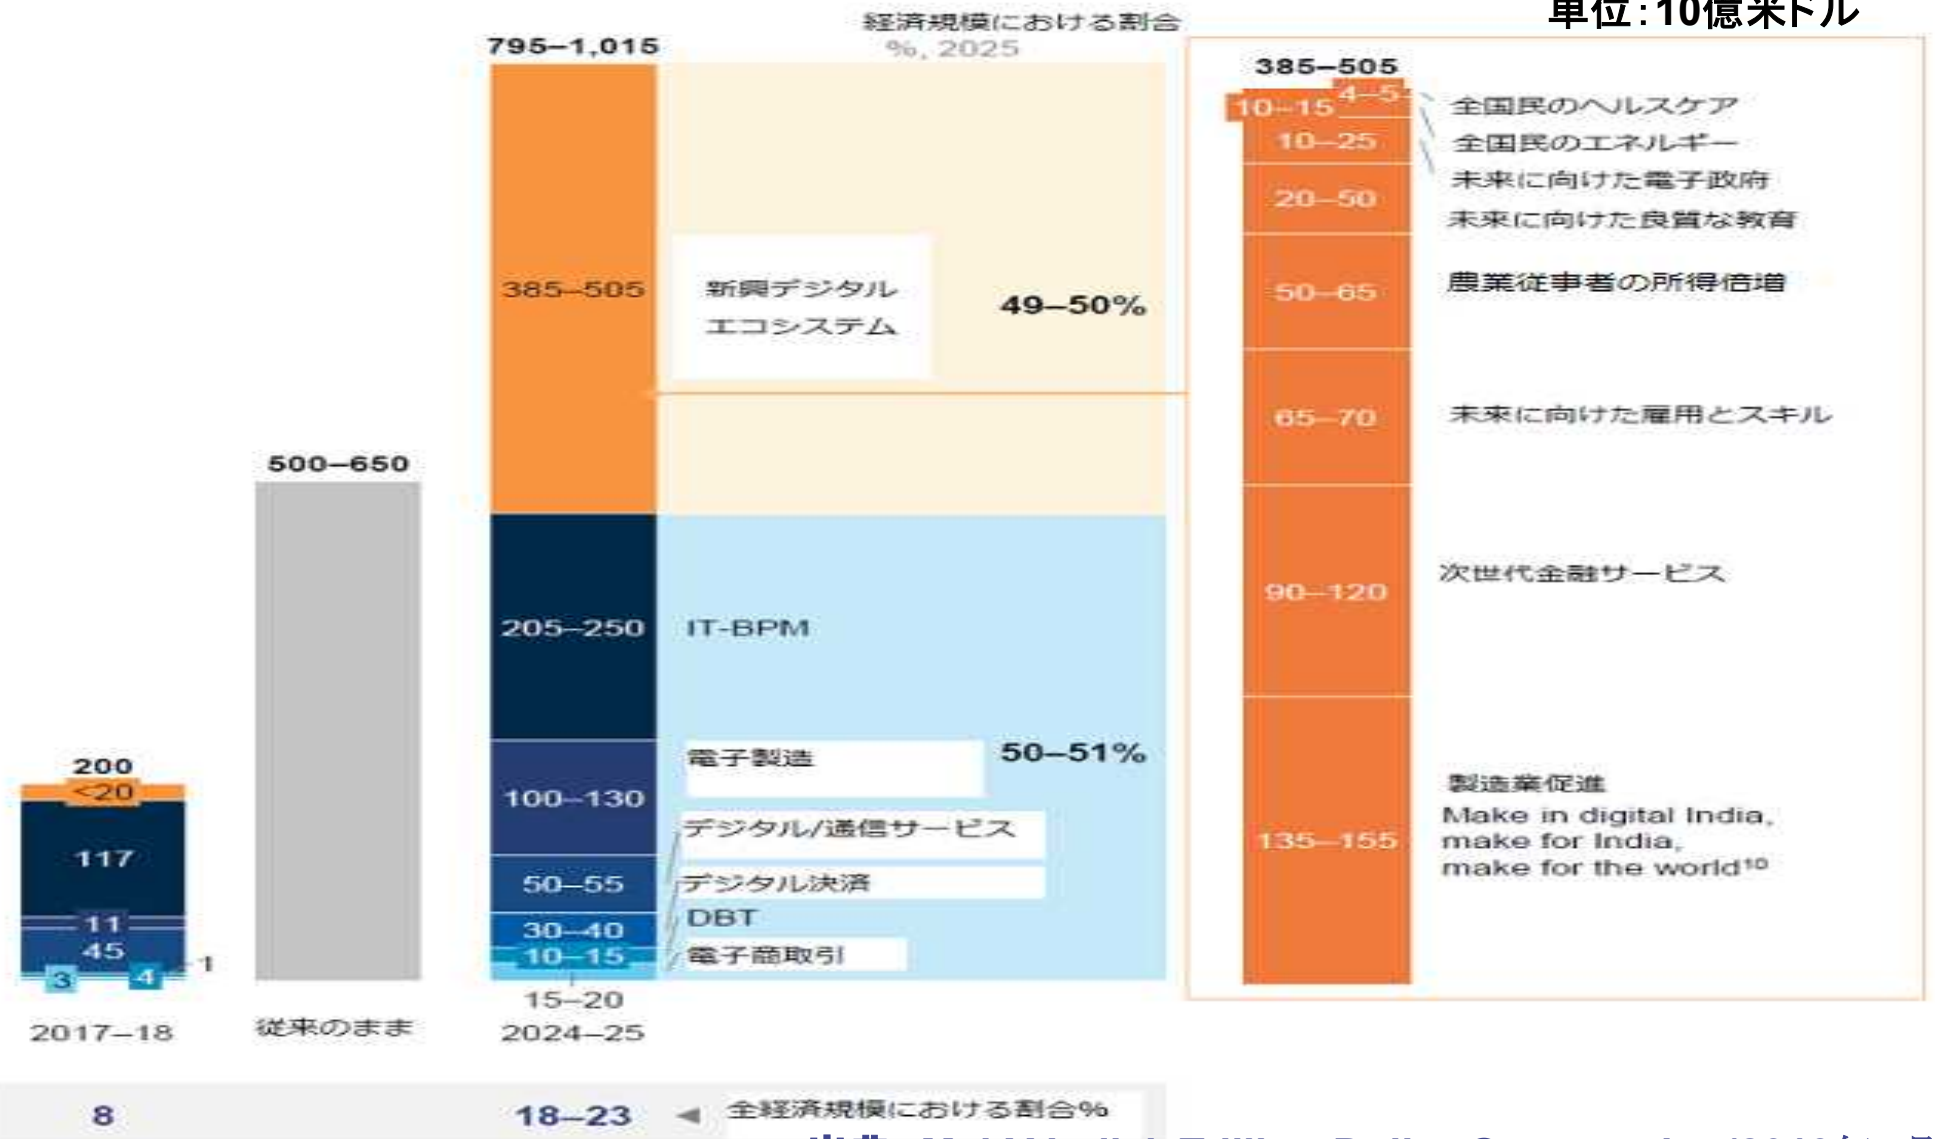 単位：10億米ドル
経済規模における割合
%, 2025
795–1,015
385–505
新興デジタル
エコシステム
49–50%
205–250
IT-BPM
100–130
電子製造
50–51%
デジタル/通信サービス
50–55
デジタル決済
30–40
DBT
10–15
電子商取引
15–20
2024–25
500–650
従来のまま
200
<20
117
11
45
3
4
1
2017–18
385–505
4–5
全国民のヘルスケア
10–15
全国民のエネルギー
10–25
未来に向けた電子政府
20–50
未来に向けた良質な教育
50–65
農業従事者の所得倍増
65–70
未来に向けた雇用とスキル
90–120
次世代金融サービス
135–155
製造業促進
Make in digital India,
make for India,
make for the world¹⁰
8
18–23
◀ 全経済規模における割合%